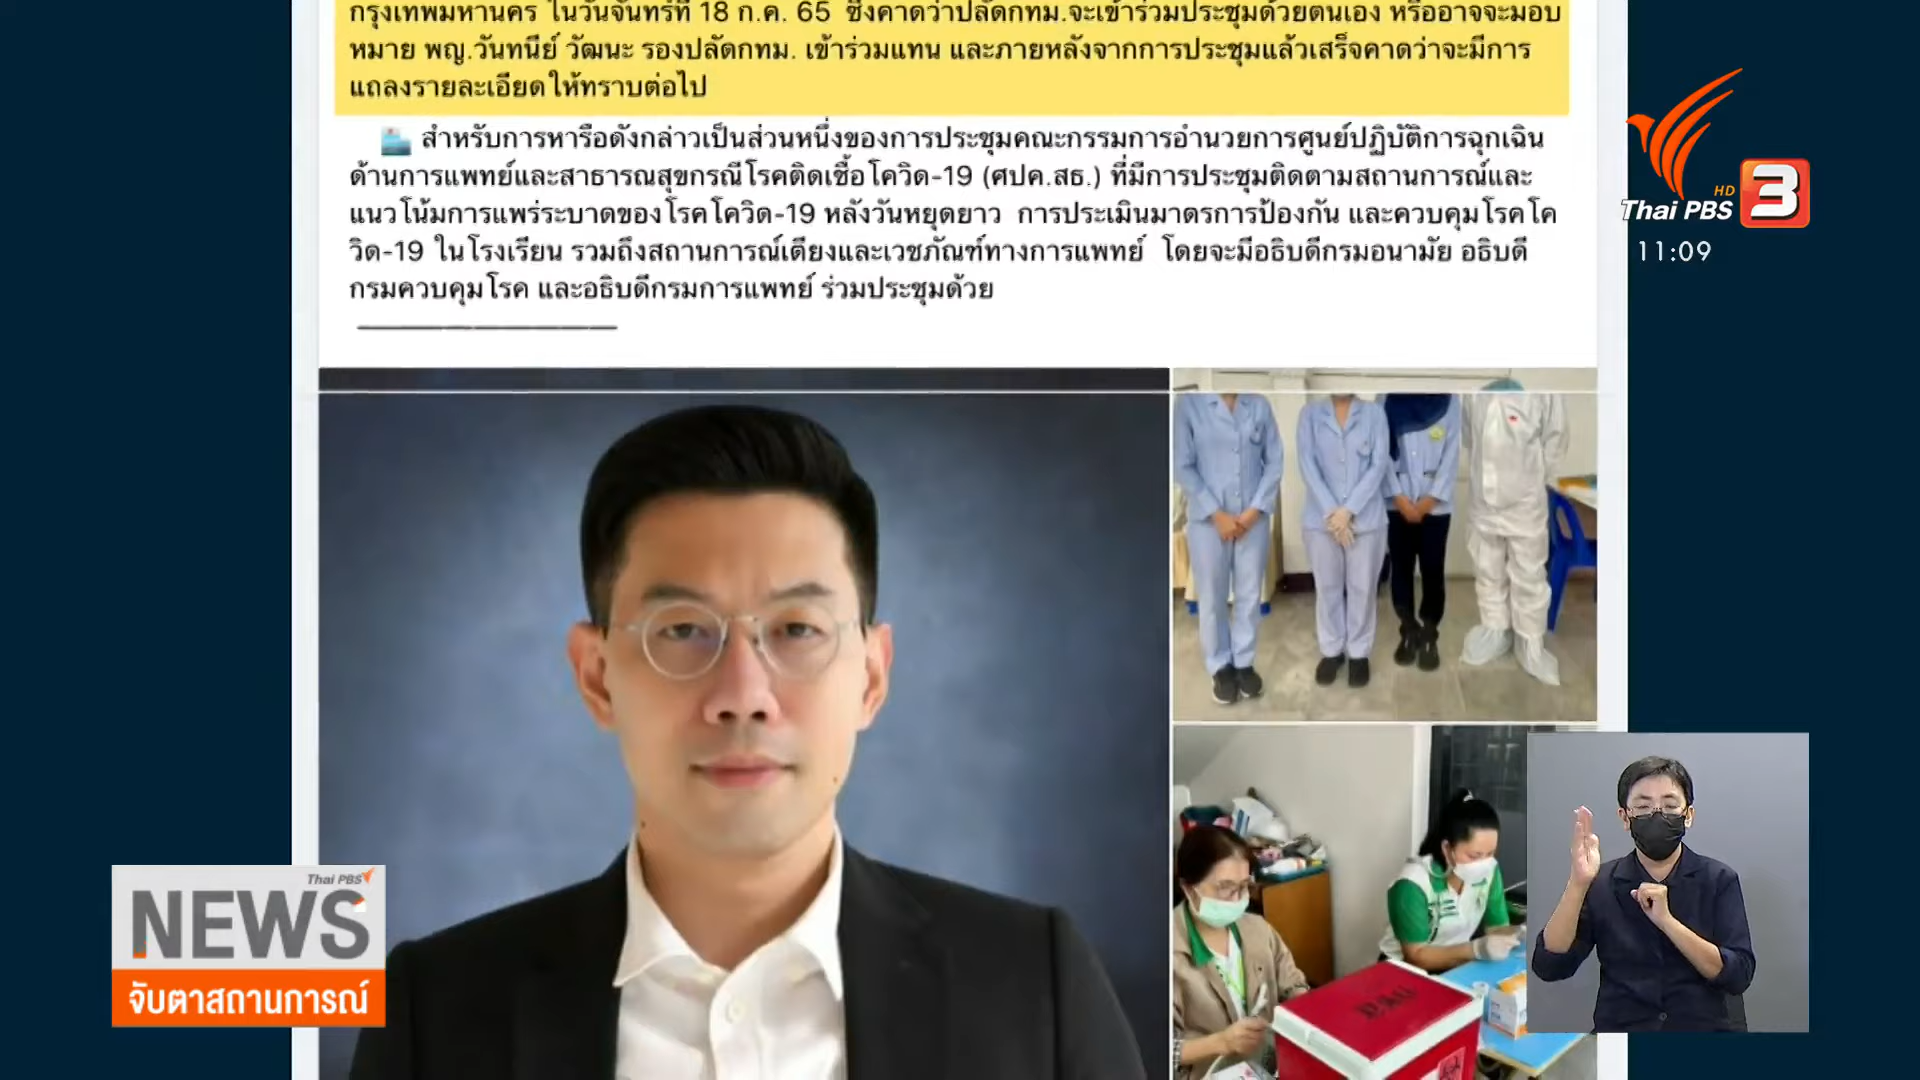 กรุงเทพมหานคร ในวันจันทร์ที่ 18 ก.ค. 65 ซึ่งคาดว่าปลัดกทม.จะเข้าร่วมประชุมด้วยตนเอง หรืออาจจะมอบ
หมาย พญ.วันทนีย์ วัฒนะ รองปลัดกทม. เข้าร่วมแทน และภายหลังจากการประชุมแล้วเสร็จคาดว่าจะมีการ
แถลงรายละเอียดให้ทราบต่อไป
สำหรับการหารือดังกล่าวเป็นส่วนหนึ่งของการประชุมคณะกรรมการอำนวยการศูนย์ปฏิบัติการฉุกเฉิน
ด้านการแพทย์และสาธารณสุขกรณีโรคติดเชื้อโควิด-19 (ศปค.สธ.) ที่มีการประชุมติดตามสถานการณ์และ
แนวโน้มการแพร่ระบาดของโรคโควิด-19 หลังวันหยุดยาว การประเมินมาตรการป้องกัน และควบคุมโรคโค
วิด-19 ในโรงเรียน รวมถึงสถานการณ์เตียงและเวชภัณฑ์ทางการแพทย์ โดยจะมีอธิบดีกรมอนามัย อธิบดี
กรมควบคุมโรค และอธิบดีกรมการแพทย์ ร่วมประชุมด้วย
HD
Thai PBS 3
11:09
Thai PBS
NEWS
จับตาสถานการณ์